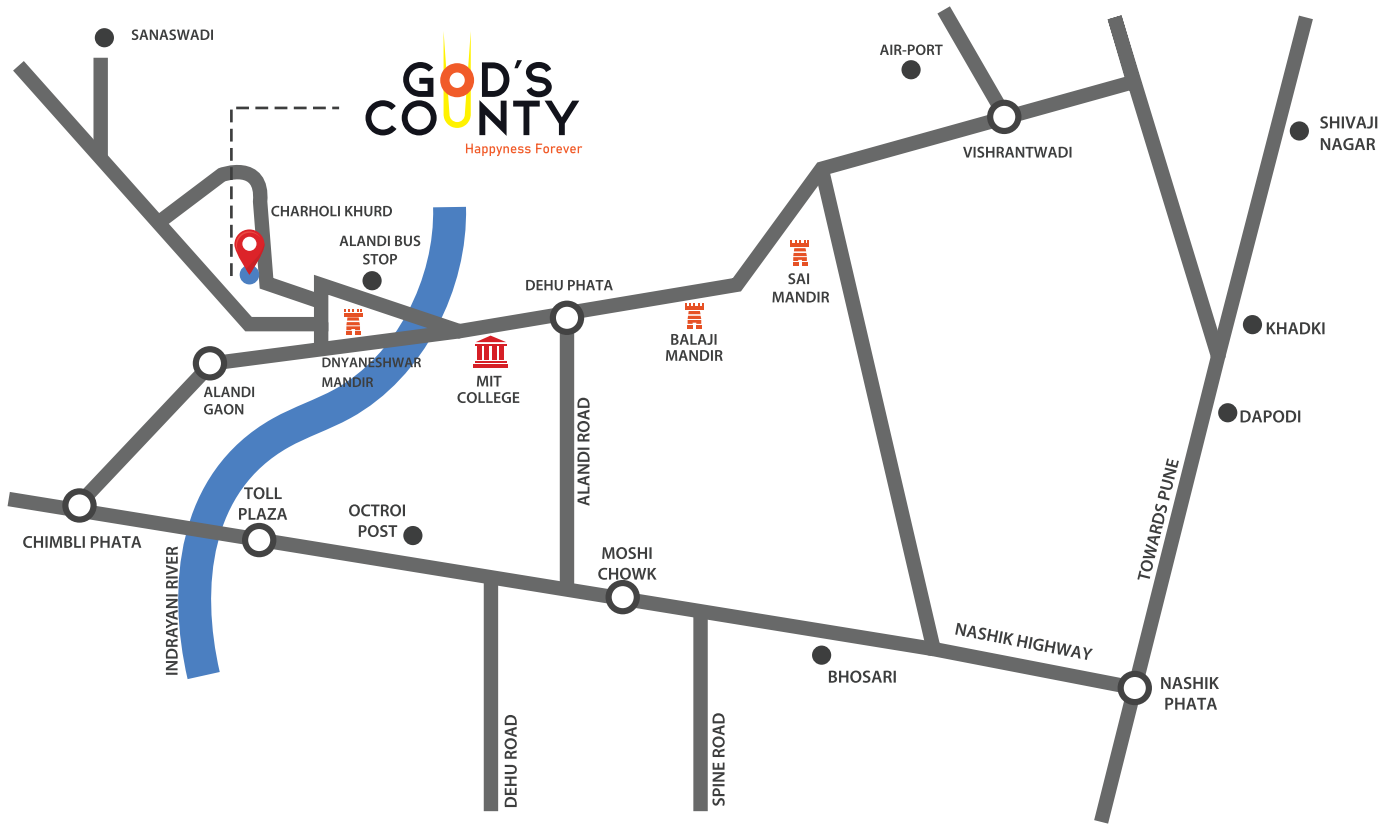 SANASWADI
GOD'S
COUNTY
Happyness Forever
AIR-PORT
VISHRANTWADI
SHIVAJI
NAGAR
CHARHOLI KHURD
ALANDI BUS
STOP
DEHU PHATA
SAI
MANDIR
BALAJI
MANDIR
KHADKI
DNYANESHWAR
MANDIR
MIT
COLLEGE
ALANDI
GAON
DAPODI
ALANDI ROAD
TOWARDS PUNE
TOLL
PLAZA
OCTROI
POST
CHIMBLI PHATA
MOSHI
CHOWK
INDRAYANI RIVER
NASHIK HIGHWAY
BHOSARI
NASHIK
PHATA
DEHU ROAD
SPINE ROAD